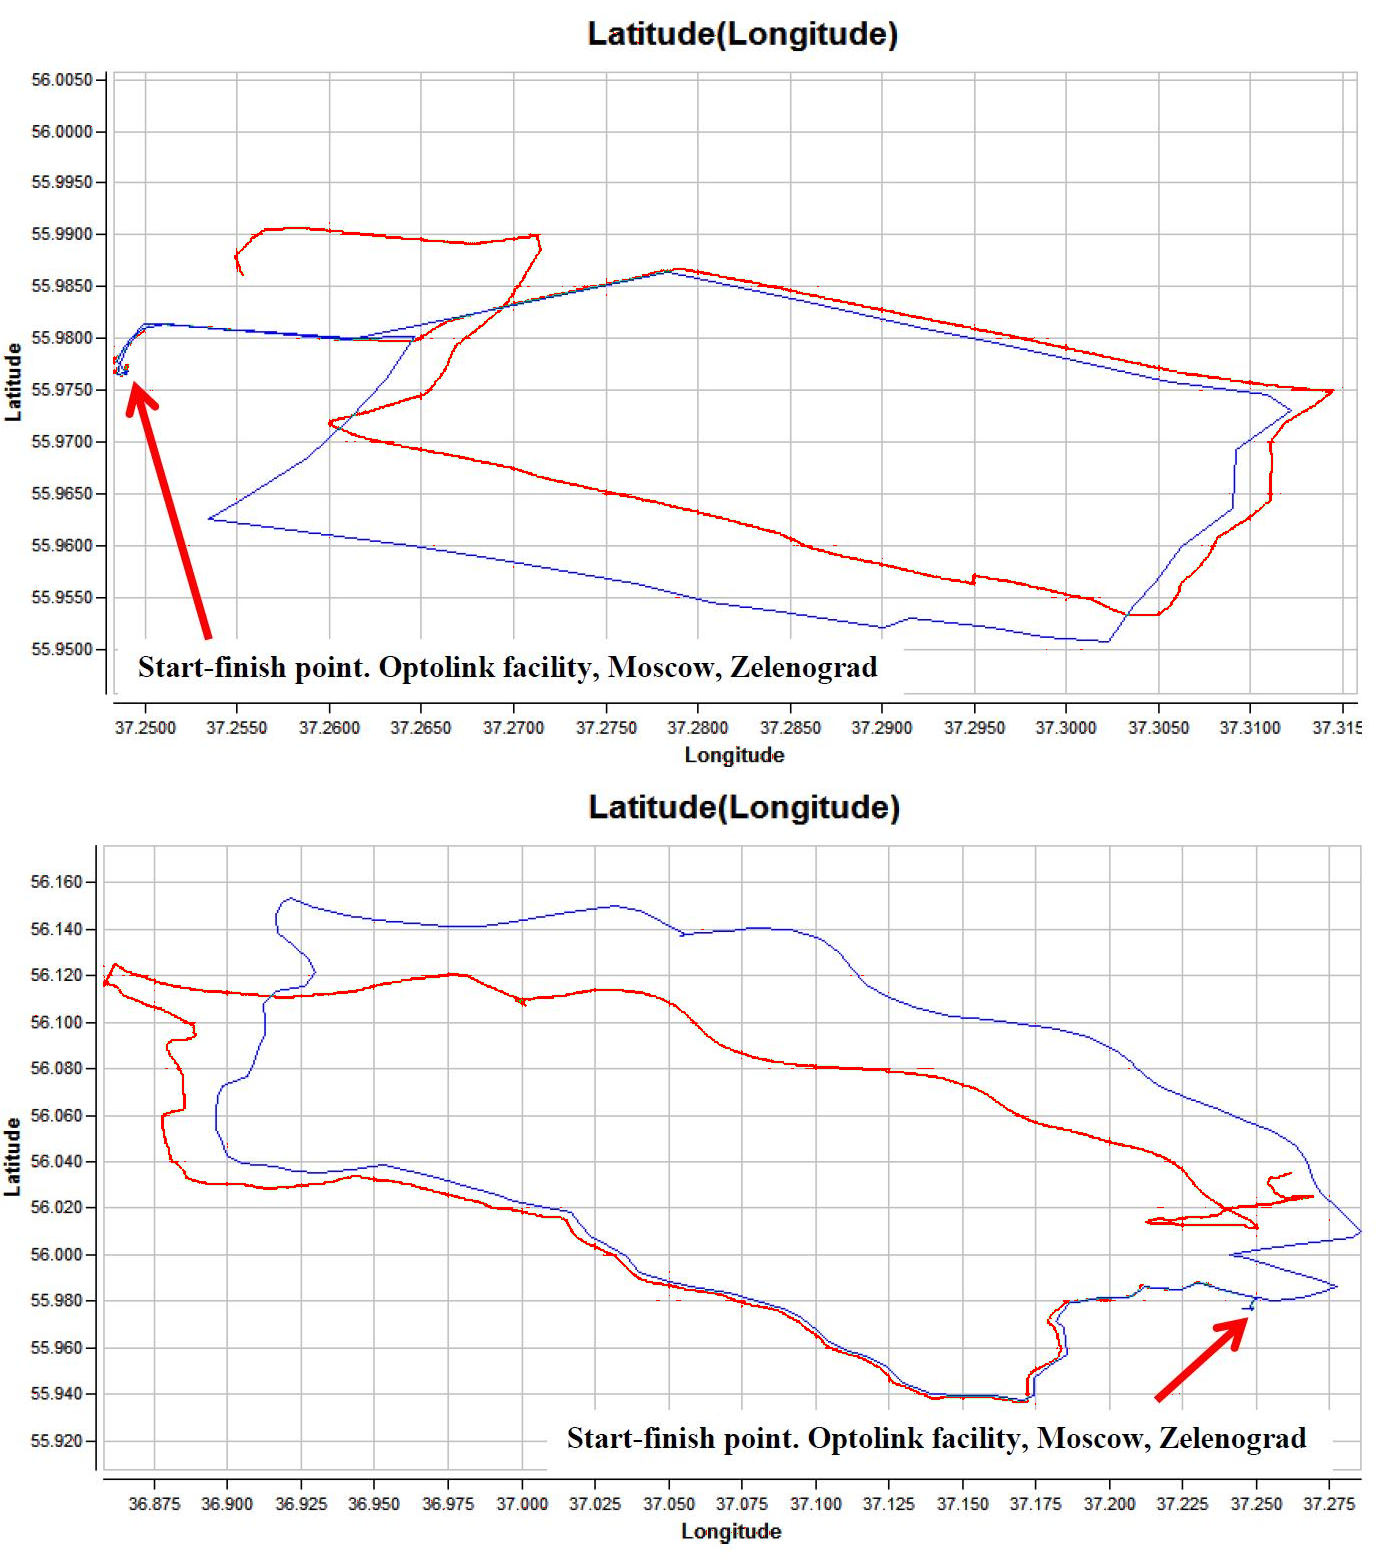 Latitude(Longitude)
56.0050
56.0000
55.9950
55.9900
55.9850
55.9800
55.9750
55.9700
55.9650
55.9600
55.9550
55.9500
Latitude
Start-finish point. Optolink facility, Moscow, Zelenograd
37.2500 37.2550 37.2600 37.2650 37.2700 37.2750 37.2800 37.2850 37.2900 37.2950 37.3000 37.3050 37.3100 37.315
Longitude
Latitude(Longitude)
56.160
56.140
56.120
56.100
56.080
56.060
56.040
56.020
56.000
55.980
55.960
55.940
55.920
Latitude
Start-finish point. Optolink facility, Moscow, Zelenograd
36.875 36.900 36.925 36.950 36.975 37.000 37.025 37.050 37.075 37.100 37.125 37.150 37.175 37.200 37.225 37.250 37.275
Longitude